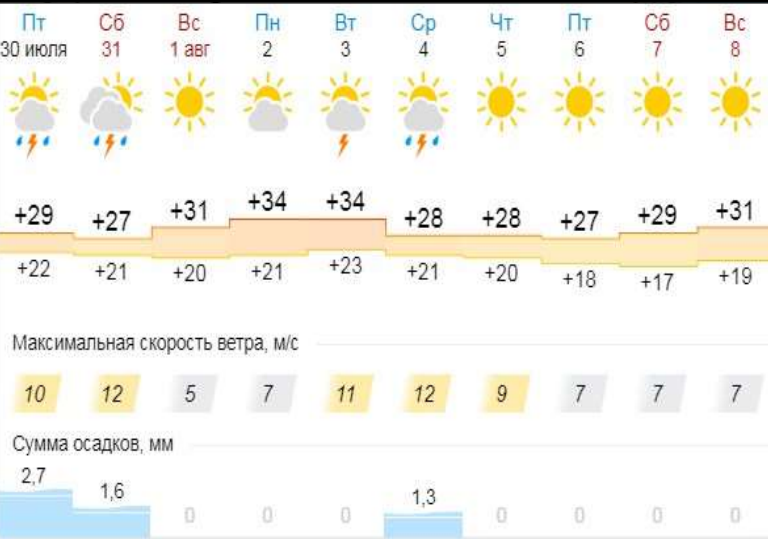 Пт Сб Вс Пн Вт Ср Чт Пт Сб Вс
30 июля 31 1 авг 2 3 4 5 6 7 8
+29 +27 +31 +34 +34 +28 +28 +27 +29 +31
+22 +21 +20 +21 +23 +21 +20 +18 +17 +19
Максимальная скорость ветра, м/с
10 12 5 7 11 12 9 7 7 7
Сумма осадков, мм
2,7 1,6 0 0 0 1,3 0 0 0 0